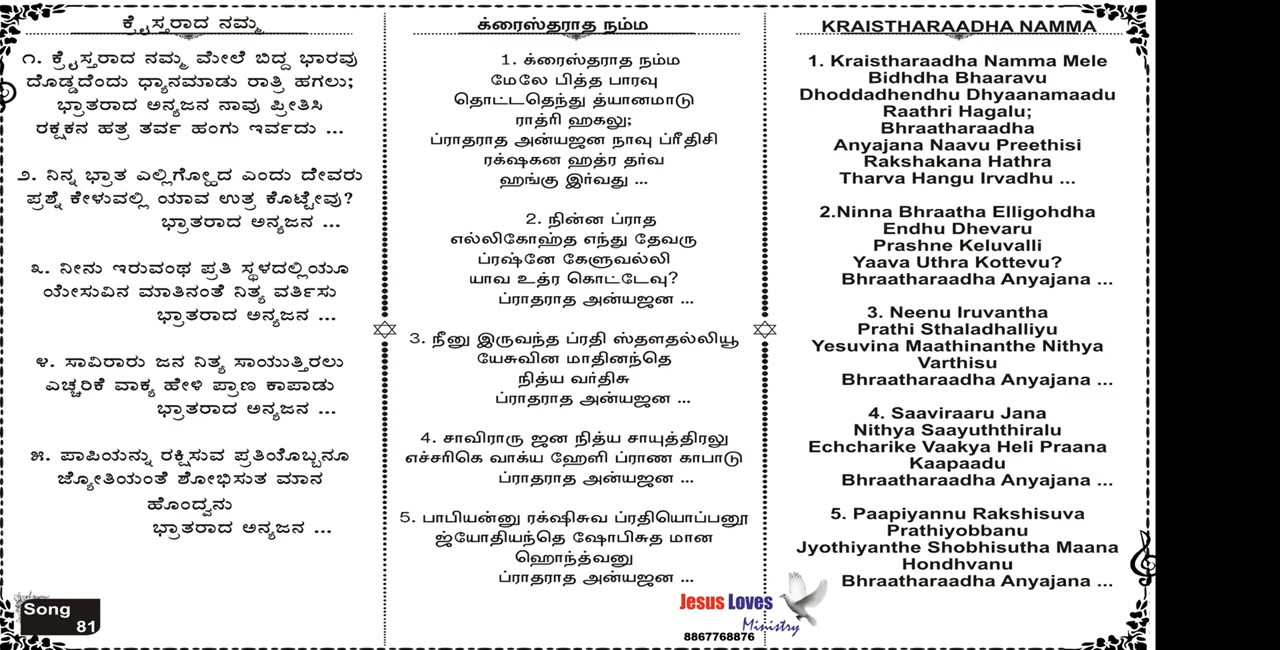 ಕ್ರೈಸ್ತರಾದ ನಮ್ಮ
೧. ಕ್ರೈಸ್ತರಾದ ನಮ್ಮ ಮೇಲೆ ಬಿದ್ದ ಭಾರವು
ದೊಡ್ಡದೆಂದು ಧ್ಯಾನಮಾಡು ರಾತ್ರಿ ಹಗಲು;
ಭ್ರಾತರಾದ ಅನ್ಯಜನ ನಾವು ಪ್ರೀತಿಸಿ
ರಕ್ಷಕನ ಹತ್ರ ತರ್ವ ಹಂಗು ಇರ್ವದು ...
೨. ನಿನ್ನ ಭ್ರಾತ ಎಲ್ಲಿಗೋಹ್ದ ಎಂದು ದೇವರು
ಪ್ರಶ್ನೆ ಕೇಳುವಲ್ಲಿ ಯಾವ ಉತ್ರ ಕೊಟ್ಟೇವು?
ಭ್ರಾತರಾದ ಅನ್ಯಜನ ...
೩. ನೀನು ಇರುವಂಥ ಪ್ರತಿ ಸ್ಥಳದಲ್ಲಿಯೂ
ಯೇಸುವಿನ ಮಾತಿನಂತೆ ನಿತ್ಯ ವರ್ತಿಸು
ಭ್ರಾತರಾದ ಅನ್ಯಜನ ...
೪. ಸಾವಿರಾರು ಜನ ನಿತ್ಯ ಸಾಯುತ್ತಿರಲು
ಎಚ್ಚರಿಕೆ ವಾಕ್ಯ ಹೇಳಿ ಪ್ರಾಣ ಕಾಪಾಡು
ಭ್ರಾತರಾದ ಅನ್ಯಜನ ...
೫. ಪಾಪಿಯನ್ನು ರಕ್ಷಿಸುವ ಪ್ರತಿಯೊಬ್ಬನೂ
ಜ್ಯೋತಿಯಂತೆ ಶೋಭಿಸುತ ಮಾನ
ಹೊಂದ್ವನು
ಭ್ರಾತರಾದ ಅನ್ಯಜನ ...
க்ரைஸ்தராத நம்ம
1. க்ரைஸ்தராத நம்ம
மேலே பித்த பாரவு
தொட்டதெந்து த்யானமாடு
ராத்ரி ஹகலு;
ப்ராதராத அன்யஜன நாவு ப்ரீதிசி
ரக்ஷகன ஹத்ர தர்வ
ஹங்கு இர்வது ...
2. நின்ன ப்ராத
எல்லிகோஹ்த எந்து தேவரு
ப்ரஷ்னே கேளுவல்லி
யாவ உத்ர கொட்டேவு?
ப்ராதராத அன்யஜன ...
3. நீனு இருவந்த ப்ரதி ஸ்தளதல்லியூ
யேசுவின மாதினந்தெ
நித்ய வர்திசு
ப்ராதராத அன்யஜன ...
4. சாவிராரு ஜன நித்ய சாயுத்திரலு
எச்சரிகெ வாக்ய ஹேளி ப்ராண காபாடு
ப்ராதராத அன்யஜன ...
5. பாபியன்னு ரக்ஷிசுவ ப்ரதியொப்பனூ
ஜ்யோதியந்தெ ஷோபிசுத மான
ஹொந்த்வனு
ப்ராதராத அன்யஜன ...
KRAISTHARAADHA NAMMA
1. Kraistharaadha Namma Mele
Bidhdha Bhaaravu
Dhoddadhendhu Dhyaanamaadu
Raathri Hagalu;
Bhraatharaadha
Anyajana Naavu Preethisi
Rakshakana Hathra
Tharva Hangu Irvadhu ...
2.Ninna Bhraatha Elligohdha
Endhu Dhevaru
Prashne Keluvalli
Yaava Uthra Kottevu?
Bhraatharaadha Anyajana ...
3. Neenu Iruvantha
Prathi Sthaladhalliyu
Yesuvina Maathinanthe Nithya
Varthisu
Bhraatharaadha Anyajana ...
4. Saaviraaru Jana
Nithya Saayuththiralu
Echcharike Vaakya Heli Praana
Kaapaadu
Bhraatharaadha Anyajana ...
5. Paapiyannu Rakshisuva
Prathiyobbanu
Jyothiyanthe Shobhisutha Maana
Hondhvanu
Bhraatharaadha Anyajana ...
Song
81
Jesus Loves
Ministry
8867768876